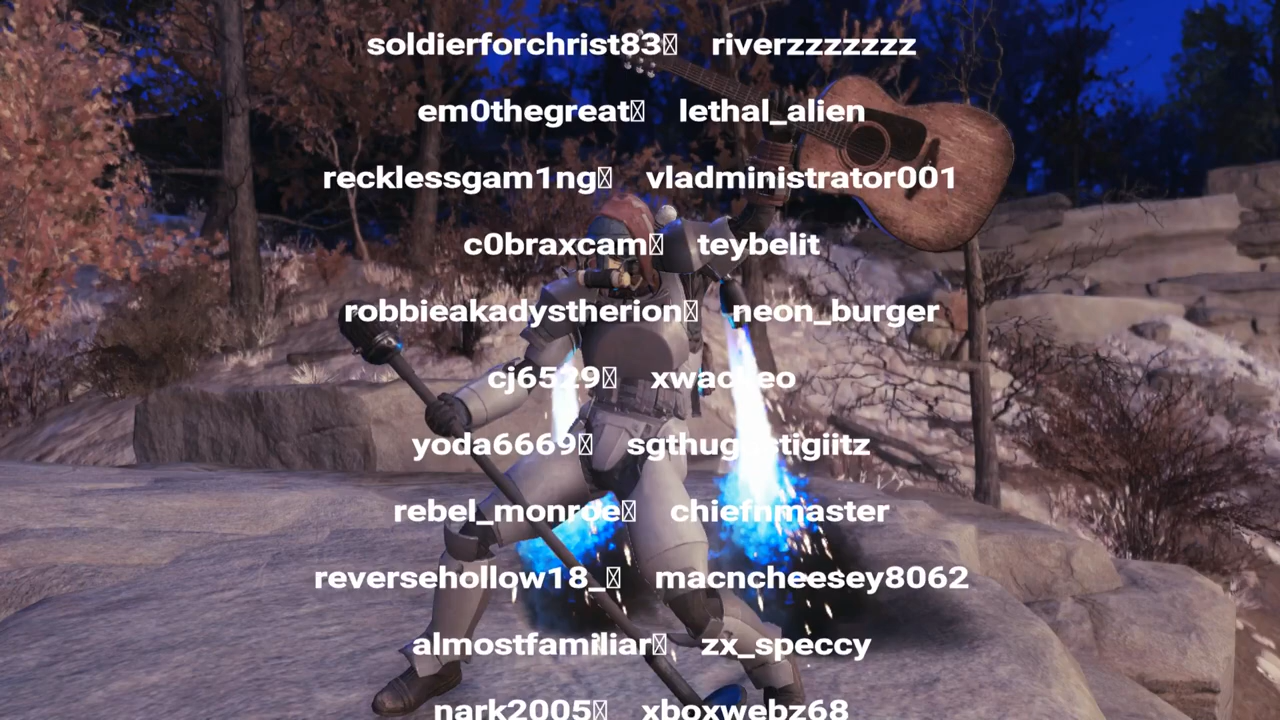 soldierforchrist83 riverzzzzzzz
em0thegreat lethal_alien
recklessgam1ng vladministrator001
c0braxcam teybelit
robbieakadystherion neon_burger
cj6529
yoda6669
rebel_monroe chiefnmaster
reversehollow18_ macncheesey8062
almostfamiliar zx_speccy
nark2005 xboxwebz68